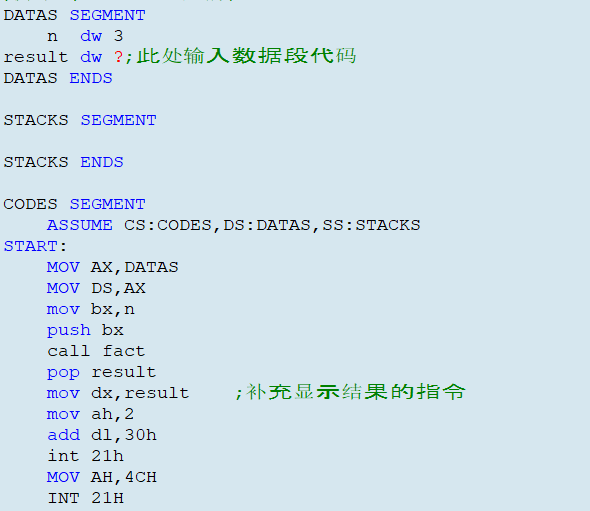 DATAS SEGMENT
n dw 3
result dw ?;此处输入数据段代码
DATAS ENDS
STACKS SEGMENT
STACKS ENDS
CODES SEGMENT
ASSUME CS:CODES,DS:DATAS,SS:STACKS
START:
MOV AX,DATAS
MOV DS,AX
mov bx,n
push bx
call fact
pop result
mov dx,result ;补充显示结果的指令
mov ah,2
add dl,30h
int 21h
MOV AH,4CH
INT 21H